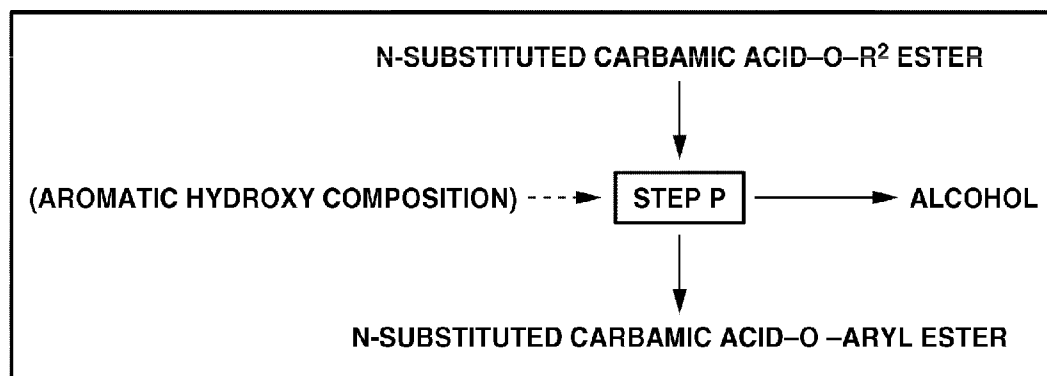 N-SUBSTITUTED CARBAMIC ACID–O–R² ESTER
(AROMATIC HYDROXY COMPOSITION) STEP P ALCOHOL
N-SUBSTITUTED CARBAMIC ACID–O –ARYL ESTER